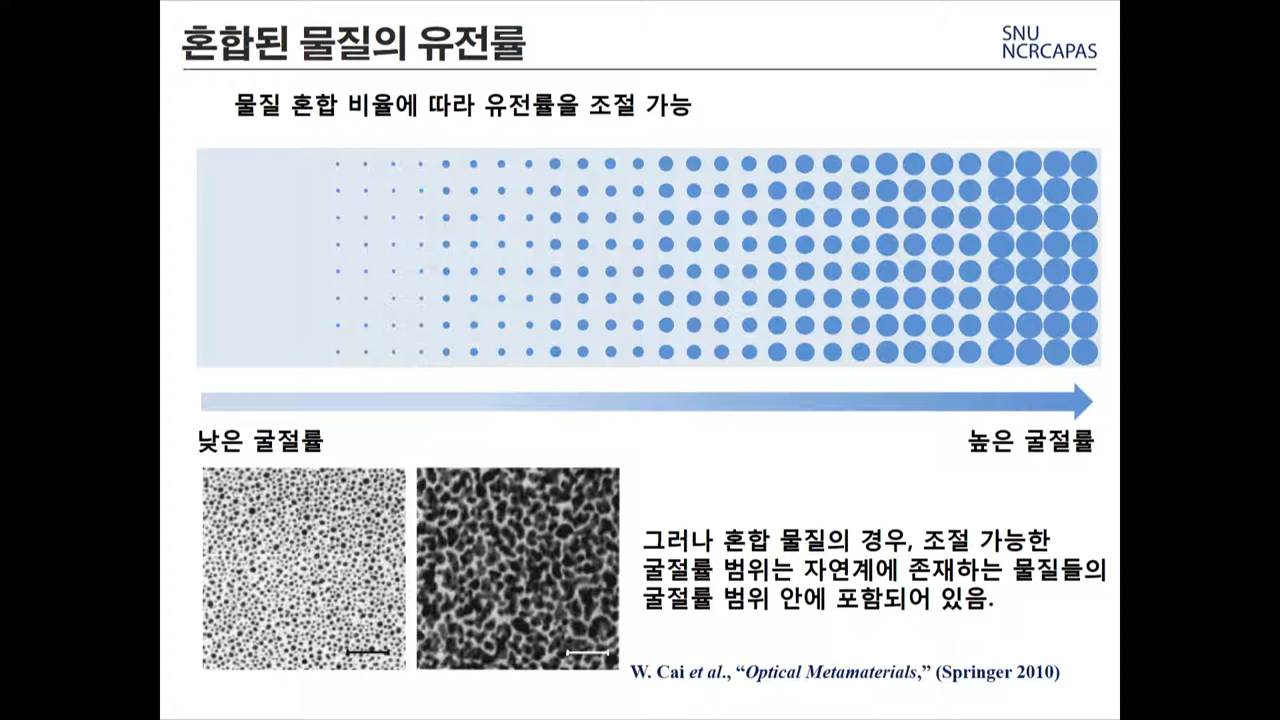 혼합된 물질의 유전률
SNU
NCRCAPAS
물질 혼합 비율에 따라 유전률을 조절 가능
낮은 굴절률
높은 굴절률
그러나 혼합 물질의 경우, 조절 가능한
굴절률 범위는 자연계에 존재하는 물질들의
굴절률 범위 안에 포함되어 있음.
W. Cai et al., “Optical Metamaterials,” (Springer 2010)